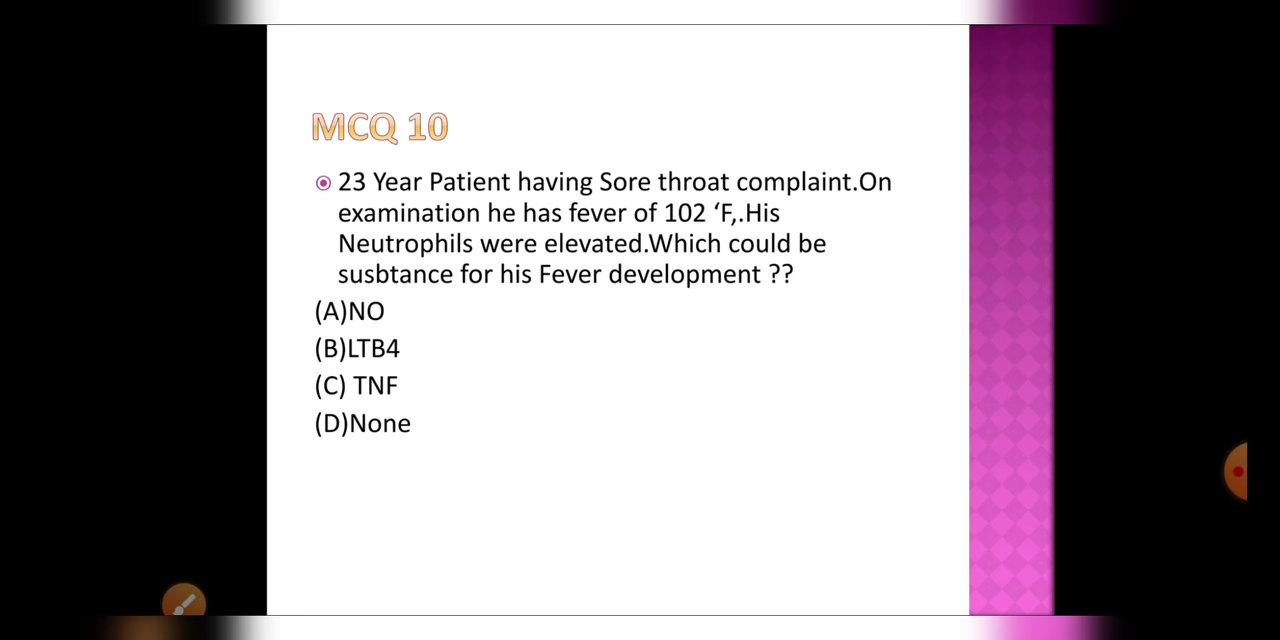 MCQ 10
23 Year Patient having Sore throat complaint.On
examination he has fever of 102 ‘F,.His
Neutrophils were elevated.Which could be
susbtance for his Fever development ??
(A)NO
(B)LTB4
(C) TNF
(D)None